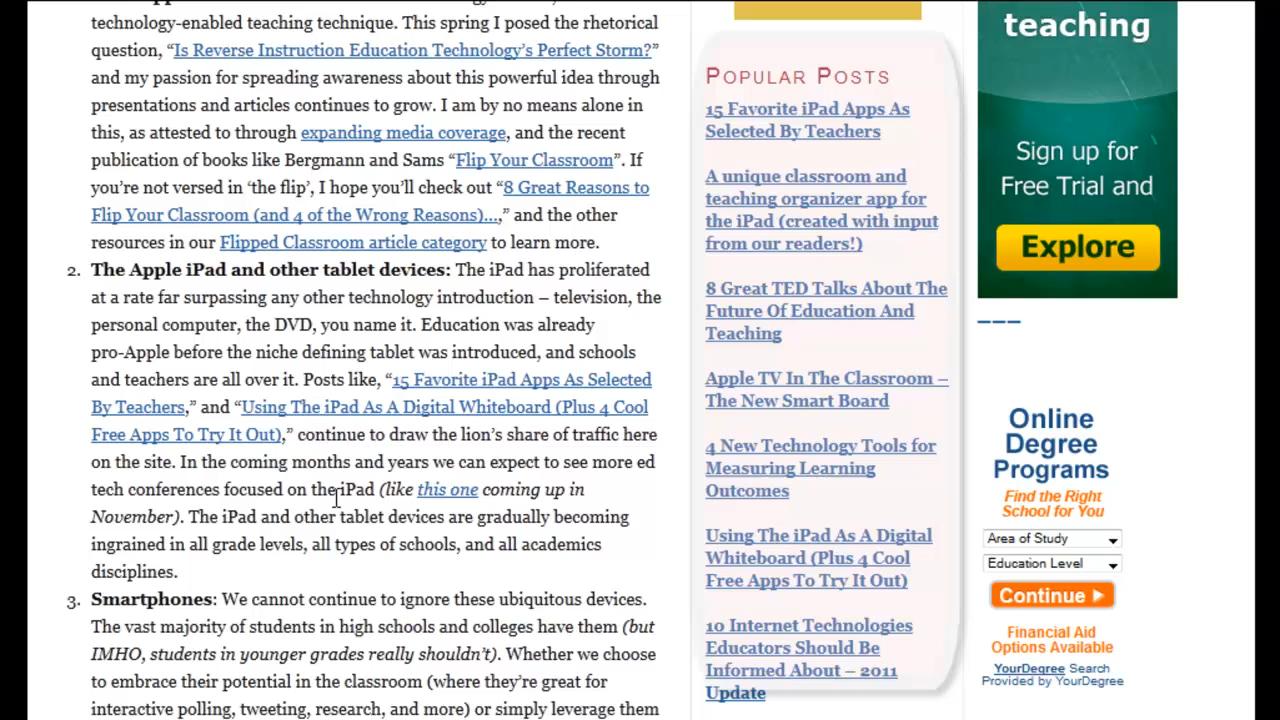 technology-enabled teaching technique. This spring I posed the rhetorical
question, “Is Reverse Instruction Education Technology’s Perfect Storm?”
and my passion for spreading awareness about this powerful idea through
presentations and articles continues to grow. I am by no means alone in
this, as attested to through expanding media coverage, and the recent
publication of books like Bergmann and Sams “Flip Your Classroom”. If
you’re not versed in ‘the flip’, I hope you’ll check out “8 Great Reasons to
Flip Your Classroom (and 4 of the Wrong Reasons)…,” and the other
resources in our Flipped Classroom article category to learn more.
2. The Apple iPad and other tablet devices: The iPad has proliferated
at a rate far surpassing any other technology introduction – television, the
personal computer, the DVD, you name it. Education was already
pro-Apple before the niche defining tablet was introduced, and schools
and teachers are all over it. Posts like, “15 Favorite iPad Apps As Selected
By Teachers,” and “Using The iPad As A Digital Whiteboard (Plus 4 Cool
Free Apps To Try It Out),” continue to draw the lion’s share of traffic here
on the site. In the coming months and years we can expect to see more ed
tech conferences focused on the iPad (like this one coming up in
November). The iPad and other tablet devices are gradually becoming
ingrained in all grade levels, all types of schools, and all academics
disciplines.
3. Smartphones: We cannot continue to ignore these ubiquitous devices.
The vast majority of students in high schools and colleges have them (but
IMHO, students in younger grades really shouldn’t). Whether we choose
to embrace their potential in the classroom (where they’re great for
interactive polling, tweeting, research, and more) or simply leverage them
Popular Posts
15 Favorite iPad Apps As
Selected By Teachers
A unique classroom and
teaching organizer app for
the iPad (created with input
from our readers!)
8 Great TED Talks About The
Future Of Education And
Teaching
Apple TV In The Classroom –
The New Smart Board
4 New Technology Tools for
Measuring Learning
Outcomes
Using The iPad As A Digital
Whiteboard (Plus 4 Cool
Free Apps To Try It Out)
10 Internet Technologies
Educators Should Be
Informed About – 2011
Update
teaching
Sign up for
Free Trial and
Explore
Online
Degree
Programs
Find the Right
School for You
Area of Study
Education Level
Continue
Financial Aid
Options Available
YourDegree Search
Provided by YourDegree